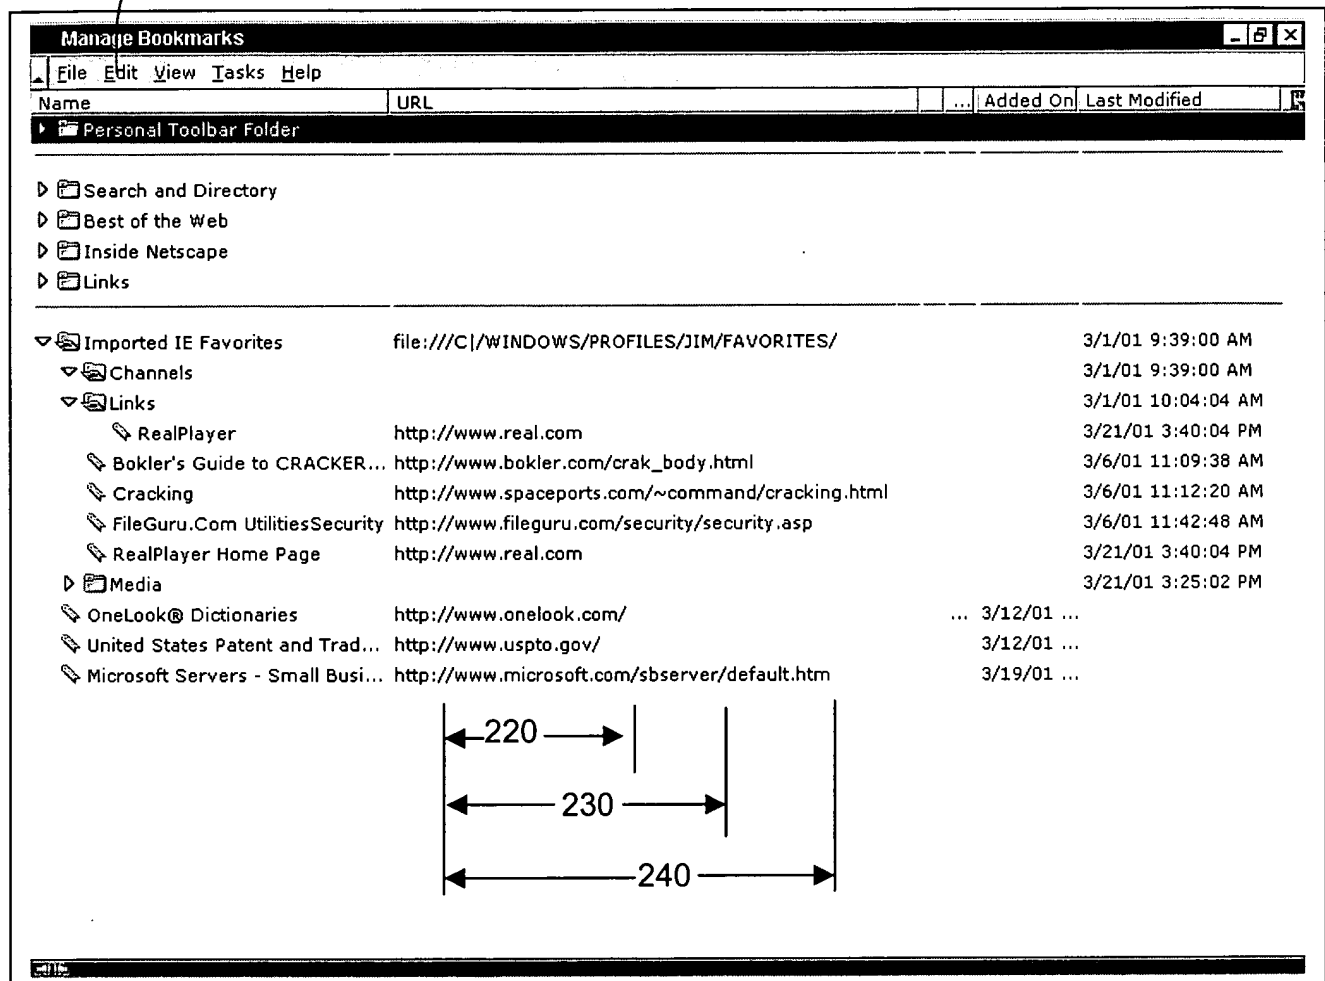 Manage Bookmarks
File Edit View Tasks Help
Name URL ... Added On Last Modified
Personal Toolbar Folder
Search and Directory
Best of the Web
Inside Netscape
Links
Imported IE Favorites file:///C|/WINDOWS/PROFILES/JIM/FAVORITES/ 3/1/01 9:39:00 AM
Channels 3/1/01 9:39:00 AM
Links 3/1/01 10:04:04 AM
RealPlayer http://www.real.com 3/21/01 3:40:04 PM
Bokler's Guide to CRACKER... http://www.bokler.com/crak_body.html 3/6/01 11:09:38 AM
Cracking http://www.spaceports.com/~command/cracking.html 3/6/01 11:12:20 AM
FileGuru.Com UtilitiesSecurity http://www.fileguru.com/security/security.asp 3/6/01 11:42:48 AM
RealPlayer Home Page http://www.real.com 3/21/01 3:40:04 PM
Media 3/21/01 3:25:02 PM
OneLook® Dictionaries http://www.onelook.com/ ... 3/12/01 ...
United States Patent and Trad... http://www.uspto.gov/ 3/12/01 ...
Microsoft Servers - Small Busi... http://www.microsoft.com/sbserver/default.htm 3/19/01 ...
220
230
240